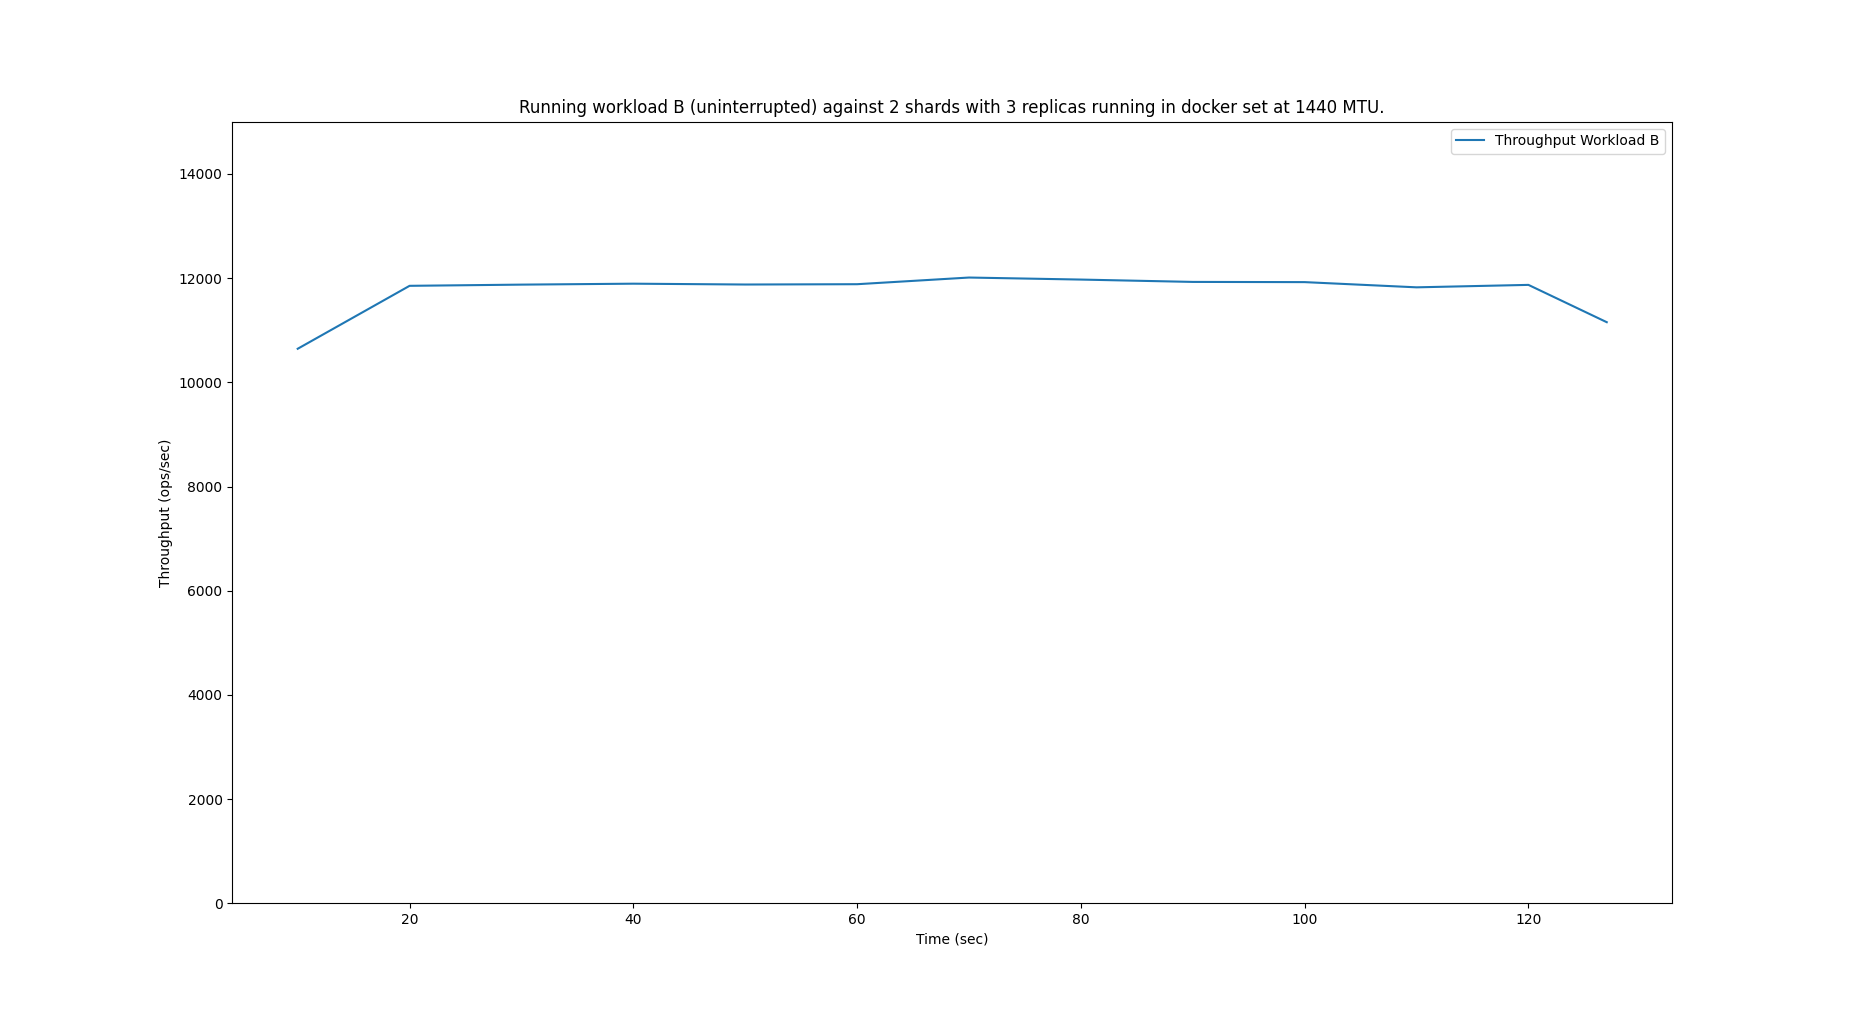 Running workload B (uninterrupted) against 2 shards with 3 replicas running in docker set at 1440 MTU.
Throughput Workload B
14000
12000
10000
8000
6000
4000
2000
0
Throughput (ops/sec)
20 40 60 80 100 120
Time (sec)